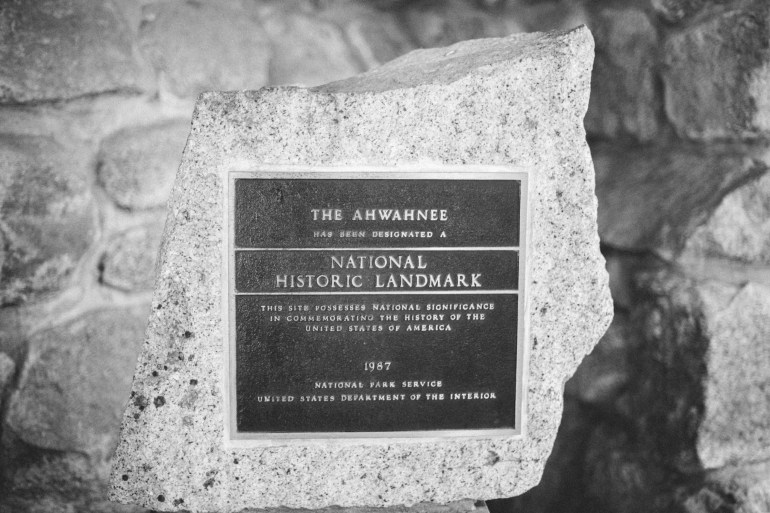 THE AHWAHNEE
HAS BEEN DESIGNATED A
NATIONAL
HISTORIC LANDMARK
THIS SITE POSSESSES NATIONAL SIGNIFICANCE
IN COMMEMORATING THE HISTORY OF THE
UNITED STATES OF AMERICA
1987
NATIONAL PARK SERVICE
UNITED STATES DEPARTMENT OF THE INTERIOR